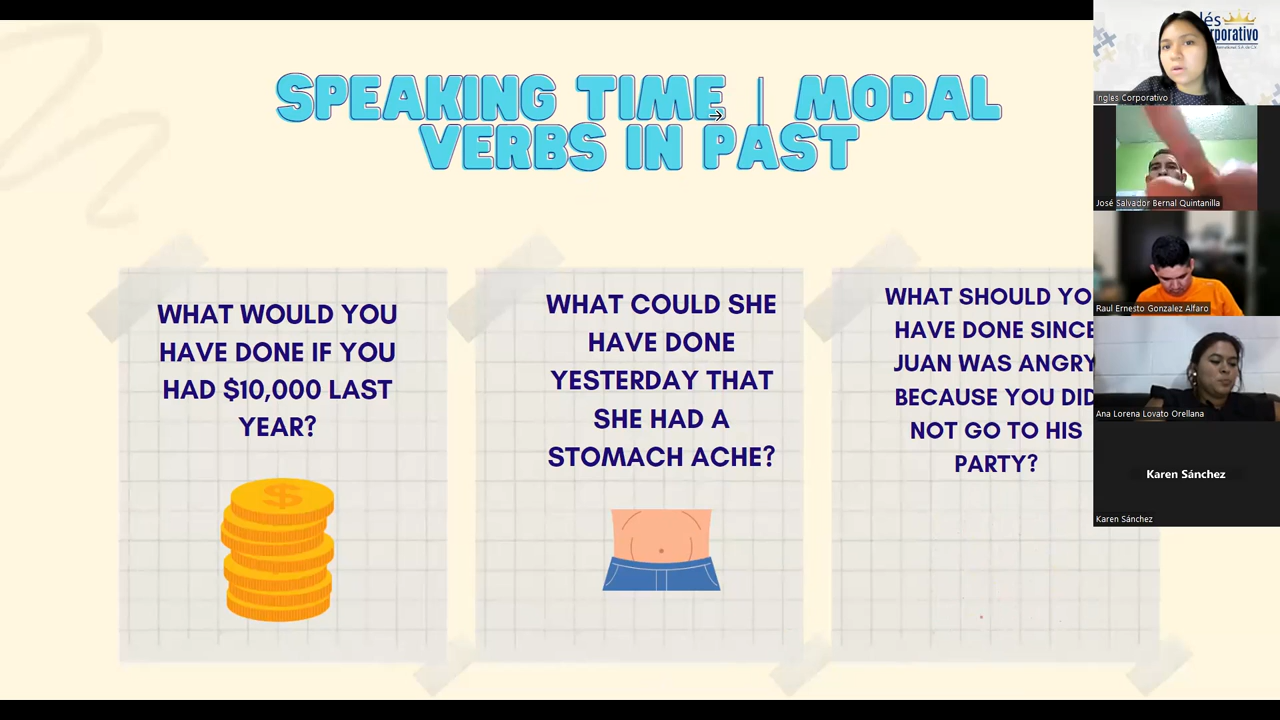 SPEAKING TIME | MODAL
VERBS IN PAST
WHAT WOULD YOU
HAVE DONE IF YOU
HAD $10,000 LAST
YEAR?
WHAT COULD SHE
HAVE DONE
YESTERDAY THAT
SHE HAD A
STOMACH ACHE?
WHAT SHOULD YO
HAVE DONE SINCE
JUAN WAS ANGRY
BECAUSE YOU DID
NOT GO TO HIS
PARTY?
Ingles Corporativo
José Salvador Bernal Quintanilla
Raul Ernesto Gonzalez Alfaro
Ana Lorena Lovato Orellana
Karen Sánchez
Karen Sánchez